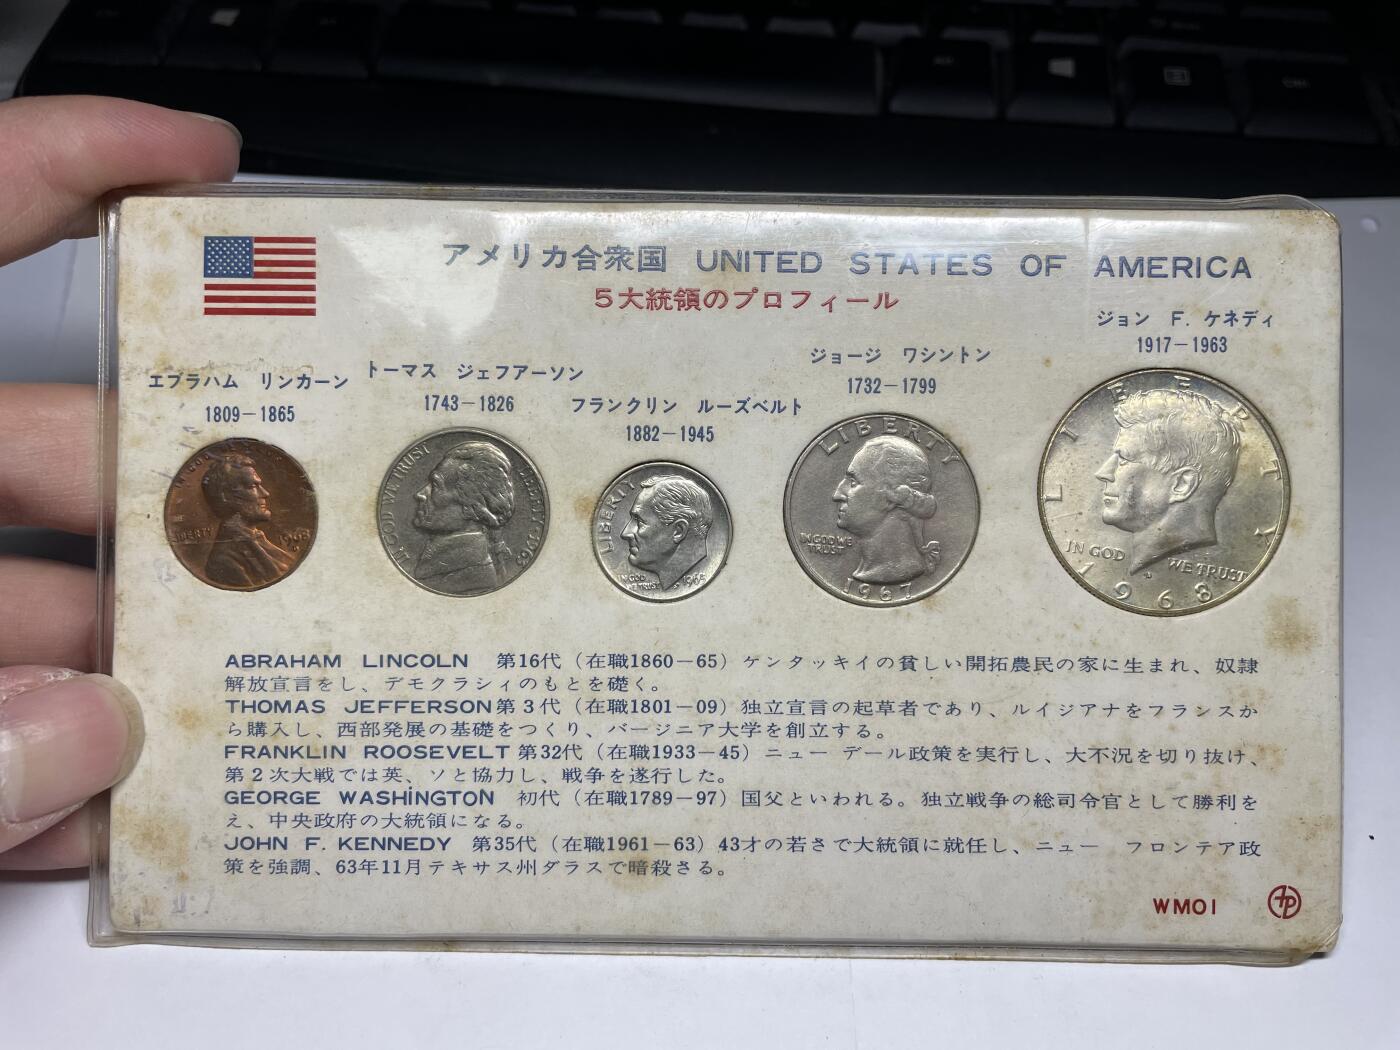 アメリカ合衆国 UNITED STATES OF AMERICA
5大統領のプロフィール
エブラハム リンカーン
1809-1865
トーマス ジェファーソン
1743-1826
フランクリン ルーズベルト
1882-1945
ジョージ ワシントン
1732-1799
ジョン F. ケネディ
1917-1963
LIBERTY
1968
IN GOD WE TRUST
LIBERTY
LIBERTY
IN GOD
WE TRUST
1965
LIBERTY
IN GOD WE
TRUST
1967
LIBERTY
IN GOD WE TRUST
1968
ABRAHAM LINCOLN 第16代(在職1860-65)ケンタッキイの貧しい開拓農民の家に生まれ、奴隷
解放宣言をし、デモクラシィのもとを礎く。
THOMAS JEFFERSON 第3代(在職1801-09)独立宣言の起草者であり、ルイジアナをフランスか
ら購入し、西部発展の基礎をつくり、バージニア大学を創立する。
FRANKLIN ROOSEVELT 第32代(在職1933-45)ニュー デール政策を実行し、大不況を切り抜け、
第2次大戦では英、ソと協力し、戦争を遂行した。
GEORGE WASHiNGTON 初代(在職1789-97)国父といわれる。独立戦争の総司令官として勝利を
え、中央政府の大統領になる。
JOHN F. KENNEDY 第35代(在職1961-63)43才の若さで大統領に就任し、ニュー フロンテア政
策を強調、63年11月テキサス州ダラスで暗殺さる。
WM01